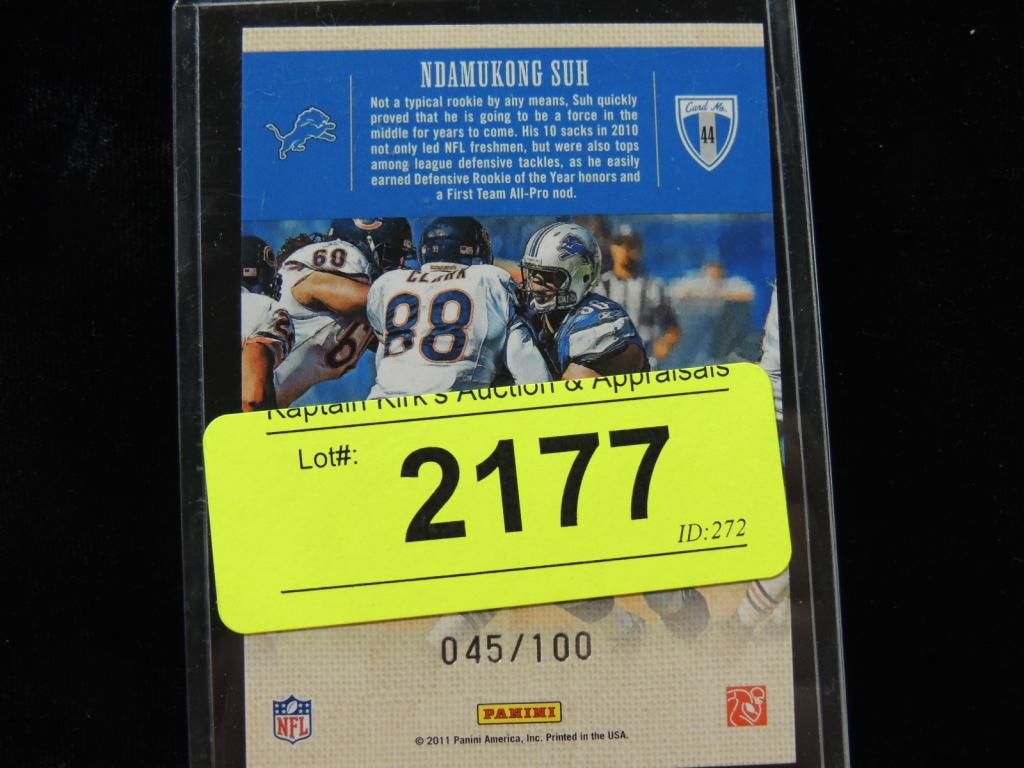 NDAMUKONG SUH
Not a typical rookie by any means, Suh quickly
proved that he is going to be a force in the
middle for years to come. His 10 sacks in 2010
not only led NFL freshmen, but were also tops
among league defensive tackles, as he easily
earned Defensive Rookie of the Year honors and
a First Team All-Pro nod.
Card No.
44
60
CLARK
88
Kaptain Kirk's Auction & Appraisals
Lot#:
2177
ID:272
045/100
NFL
PANINI
© 2011 Panini America, Inc. Printed in the USA.